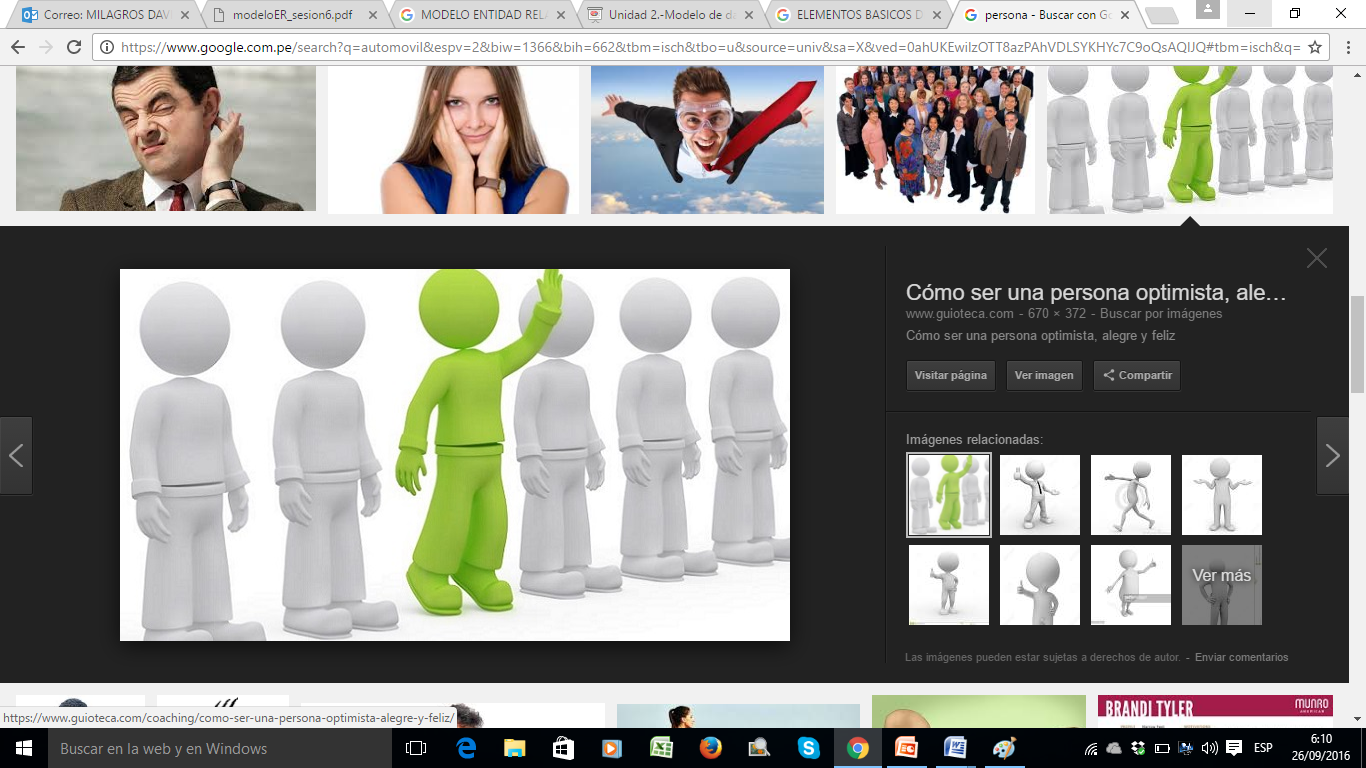 Correo: MILAGROS DAV
modeloER_sesion6.pdf
MODELO ENTIDAD RELA
Unidad 2.-Modelo de da
ELEMENTOS BASICOS D
persona - Buscar con Go
https://www.google.com.pe/search?q=automovil&espv=2&biw=1366&bih=662&tbm=isch&tbo=u&source=univ&sa=X&ved=0ahUKEwiIzOTT8azPAhVDLSYKHYc7C9oQsAQIJQ#tbm=isch&q=
Cómo ser una persona optimista, ale…
www.guioteca.com - 670 × 372 - Buscar por imágenes
Cómo ser una persona optimista, alegre y feliz
Visitar página
Ver imagen
Compartir
Imágenes relacionadas:
Ver más
Las imágenes pueden estar sujetas a derechos de autor. - Enviar comentarios
BRANDI TYLER
MUNRO
https://www.guioteca.com/coaching/como-ser-una-persona-optimista-alegre-y-feliz/
Buscar en la web y en Windows
ESP
6:10
26/09/2016